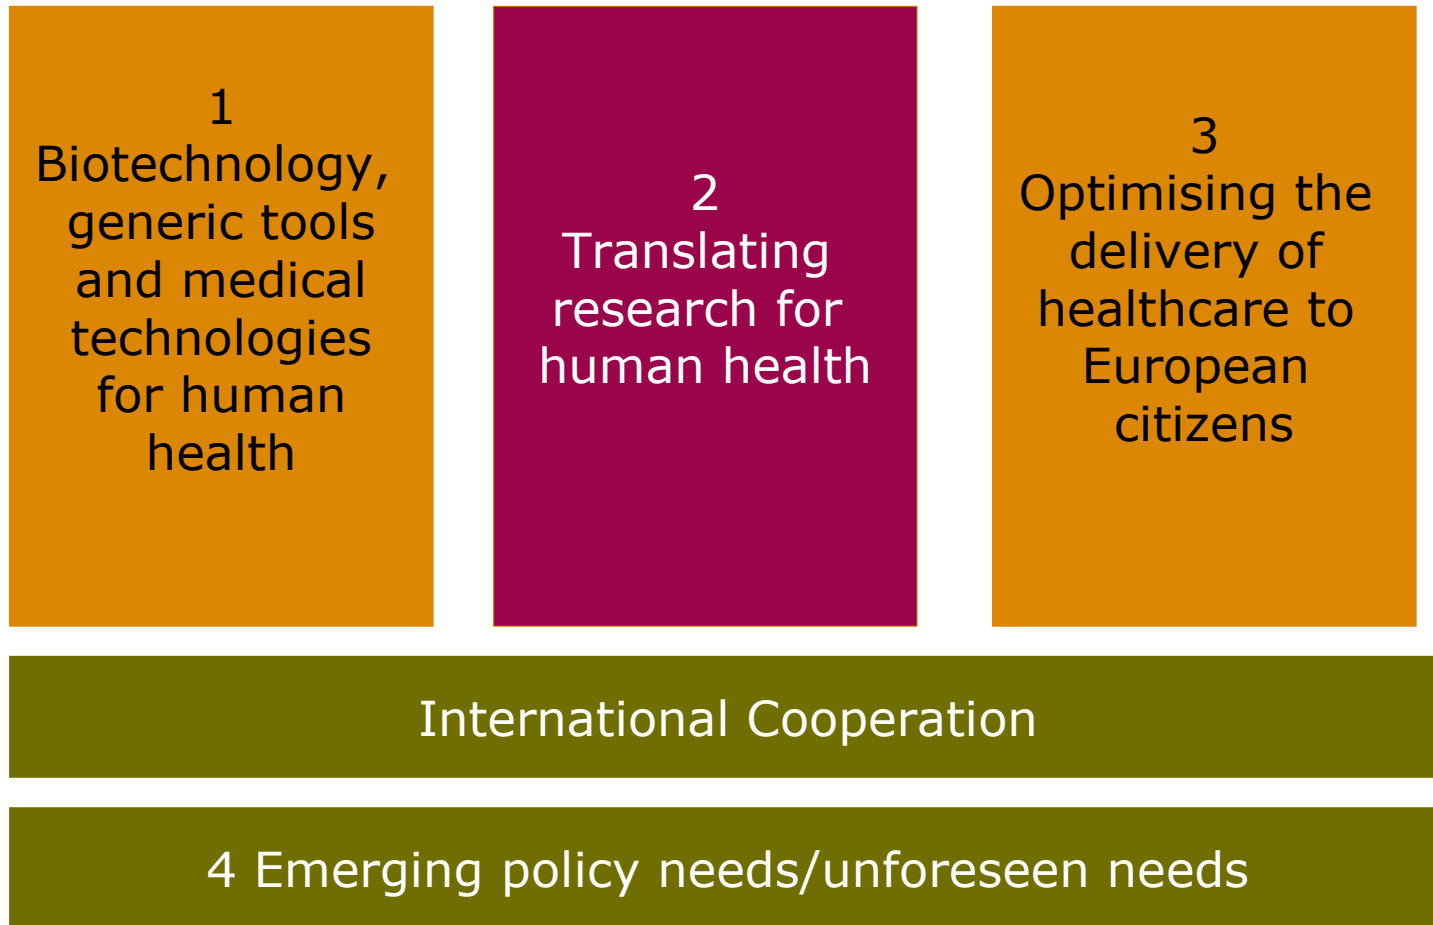 1
Biotechnology,
generic tools
and medical
technologies
for human
health
2
Translating
research for
human health
3
Optimising the
delivery of
healthcare to
European
citizens
International Cooperation
4 Emerging policy needs/unforeseen needs